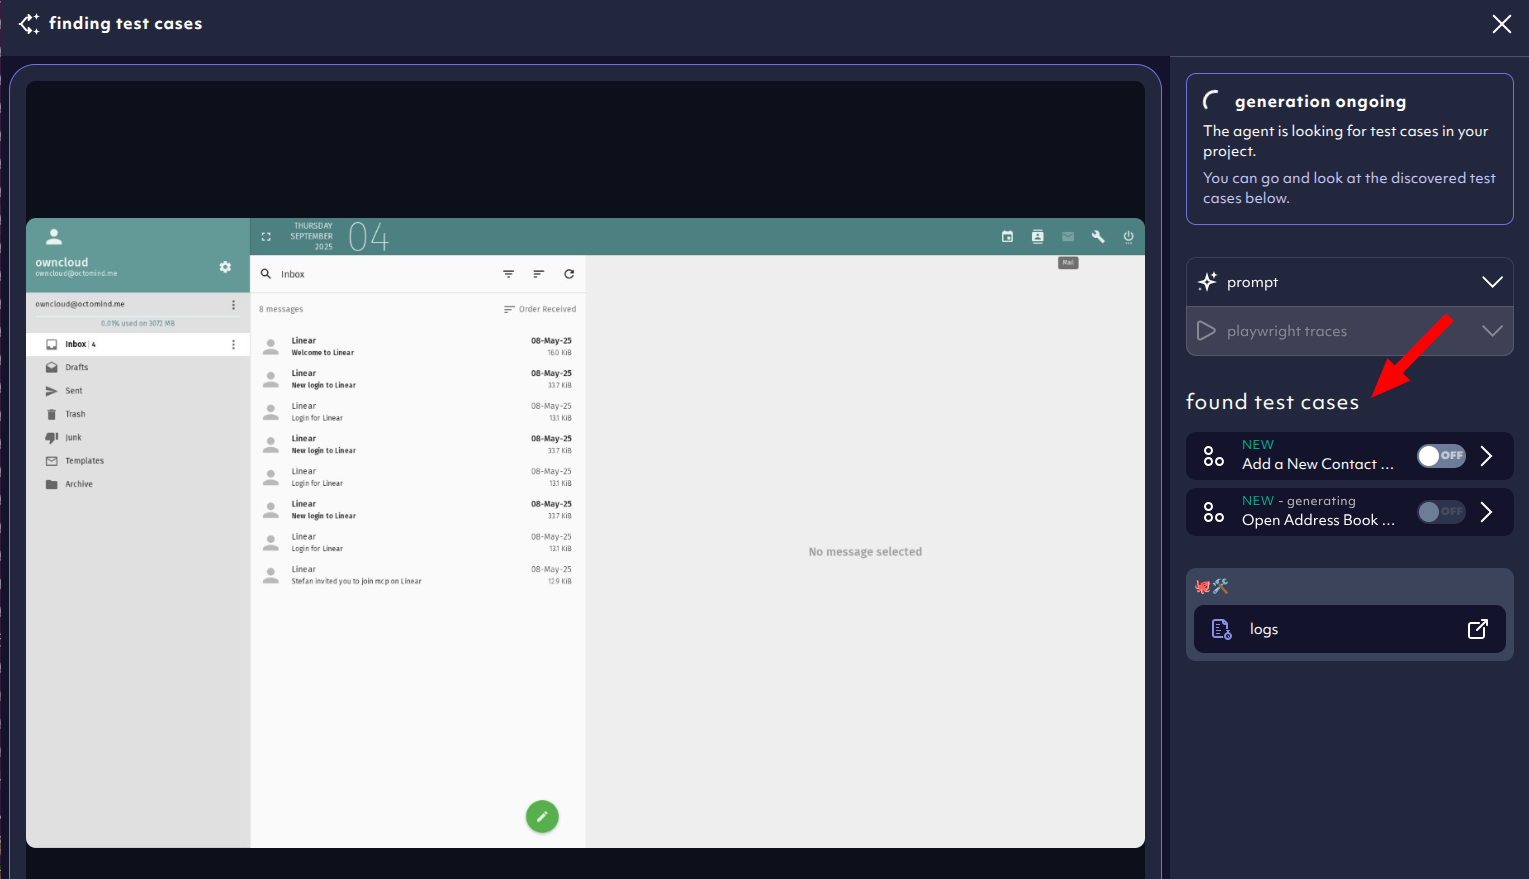 finding test cases
generation ongoing
The agent is looking for test cases in your
project.
You can go and look at the discovered test
cases below.
prompt
playwright traces
found test cases
NEW
Add a New Contact ...
OFF
NEW - generating
Open Address Book ...
OFF
logs
owncloud
owncloud@octomind.me
THURSDAY
SEPTEMBER
2025
04
Mail
owncloud@octomind.me
0.01% used on 3072 MB
Inbox | 4
Drafts
Sent
Trash
Junk
Templates
Archive
Inbox
8 messages
Order Received
Linear 08-May-25
Welcome to Linear 16.0 KiB
Linear 08-May-25
New login to Linear 33.7 KiB
Linear 08-May-25
Login for Linear 13.1 KiB
Linear 08-May-25
New login to Linear 33.7 KiB
Linear 08-May-25
Login for Linear 13.1 KiB
Linear 08-May-25
New login to Linear 33.7 KiB
Linear 08-May-25
Login for Linear 13.1 KiB
Linear 08-May-25
Stefan invited you to join mcp on Linear 12.9 KiB
No message selected